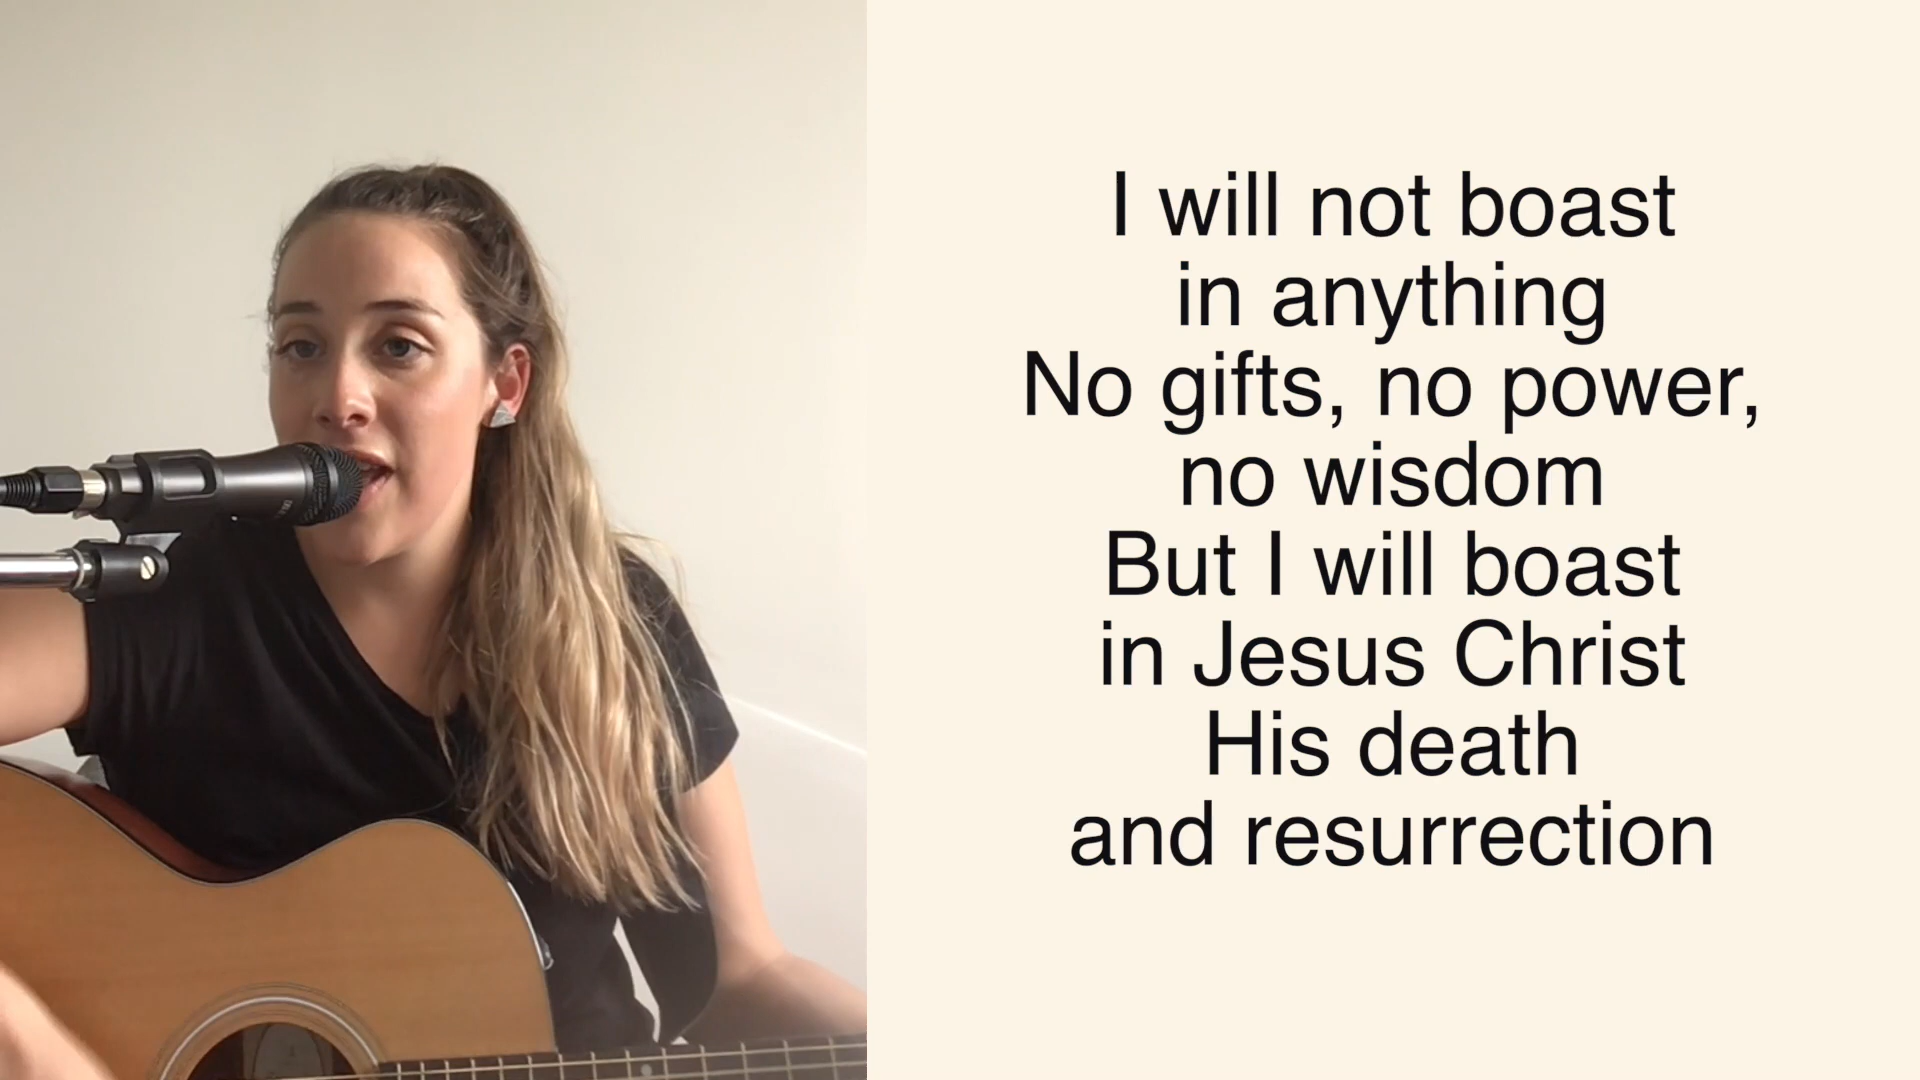 I will not boast
in anything
No gifts, no power,
no wisdom
But I will boast
in Jesus Christ
His death
and resurrection